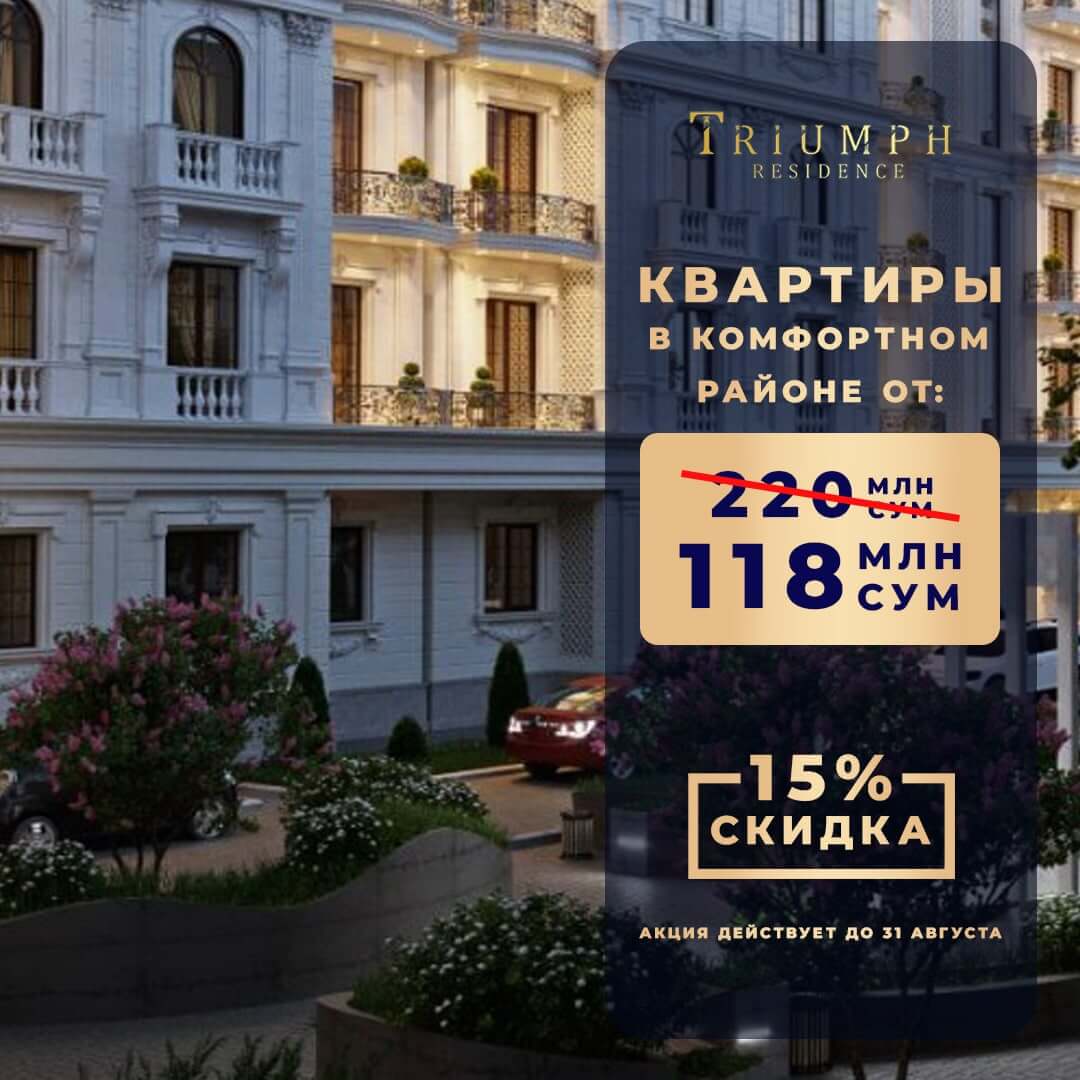 TRIUMPH
RESIDENCE
КВАРТИРЫ
В КОМФОРТНОМ
РАЙОНЕ ОТ:
220 МЛН СУМ
118 МЛН СУМ
15%
СКИДКА
АКЦИЯ ДЕЙСТВУЕТ ДО 31 АВГУСТА